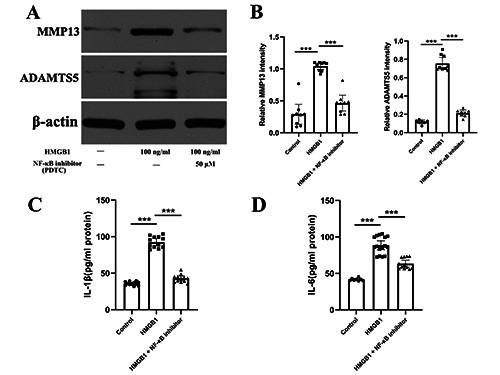 A
MMP13
ADAMTS5
β-actin
HMGB1 — 100 ng/ml 100 ng/ml
NF-κB inhibitor (PDTC) — — 50 μM
B
Relative MMP13 Intensity
1.5
1.0
0.5
0.0
*** ***
Control
HMGB1
HMGB1 + NF-κB inhibitor
Relative ADAMTS5 Intensity
1.0
0.8
0.6
0.4
0.2
0.0
*** ***
Control
HMGB1
HMGB1 + NF-κB inhibitor
C
IL-1β(pg/ml protein)
150
100
50
0
*** ***
Control
HMGB1
HMGB1 + NF-κB inhibitor
D
IL-6(pg/ml protein)
150
100
50
0
*** ***
Control
HMGB1
HMGB1 + NF-κB inhibitor